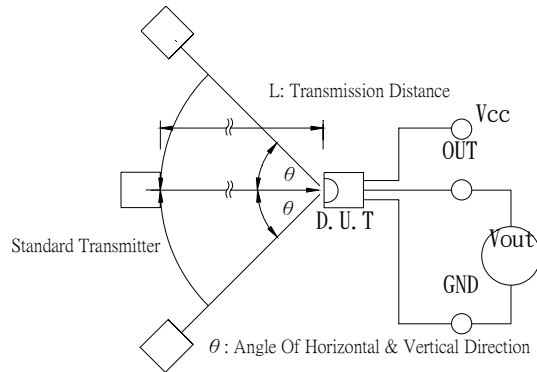 L: Transmission Distance
Vcc
OUT
θ
θ
D.U.T
Standard Transmitter
Vout
GND
θ : Angle Of Horizontal & Vertical Direction